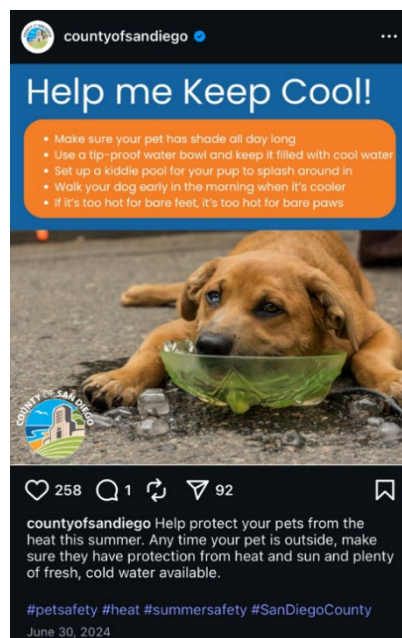 countyofsandiego
Help me Keep Cool!
• Make sure your pet has shade all day long
• Use a tip-proof water bowl and keep it filled with cool water
• Set up a kiddie pool for your pup to splash around in
• Walk your dog early in the morning when it's cooler
• If it's too hot for bare feet, it's too hot for bare paws
COUNTY OF SAN DIEGO
258 1 92
countyofsandiego Help protect your pets from the
heat this summer. Any time your pet is outside, make
sure they have protection from heat and sun and plenty
of fresh, cold water available.
#petsafety #heat #summersafety #SanDiegoCounty
June 30, 2024